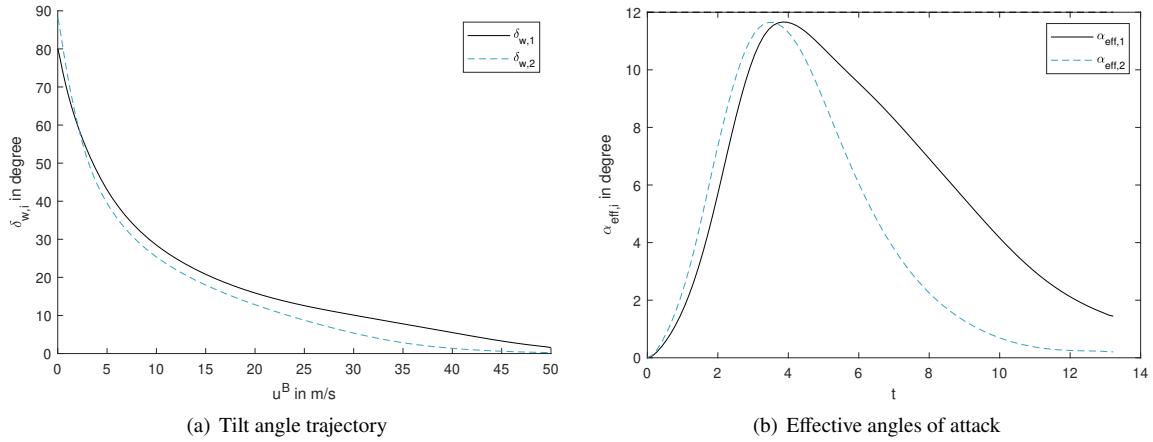 90
80
70
60
50
40
30
20
10
0
δw,i in degree
δw,1
δw,2
0 5 10 15 20 25 30 35 40 45 50
u^B in m/s
(a) Tilt angle trajectory
12
10
8
6
4
2
0
αeff,i in degree
αeff,1
αeff,2
0 2 4 6 8 10 12 14
t
(b) Effective angles of attack